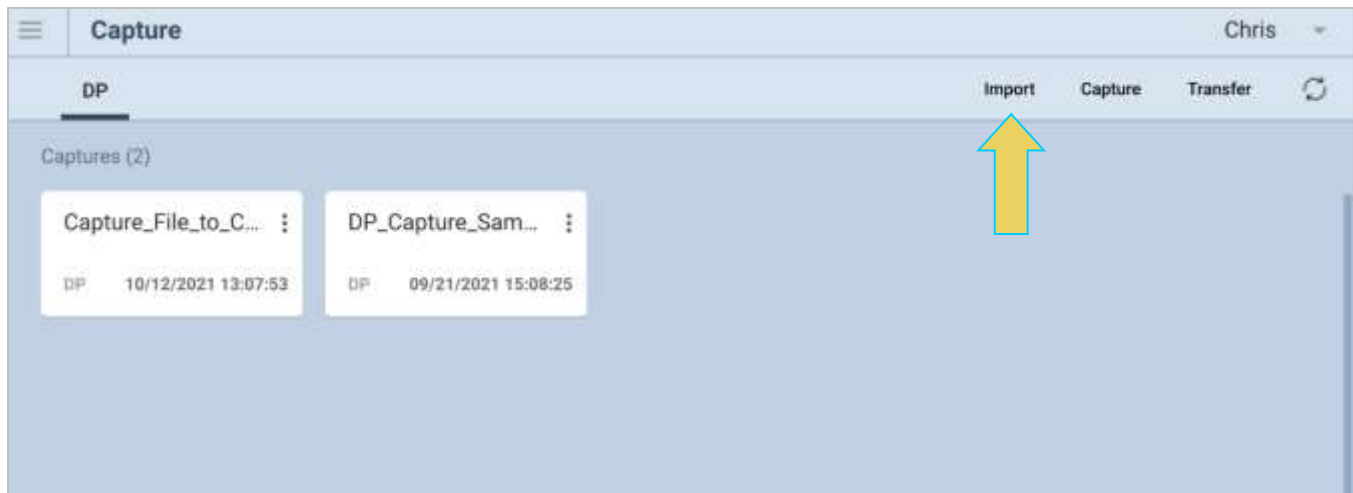 Capture Chris
DP Import Capture Transfer
Captures (2)
Capture_File_to_C... DP_Capture_Sam...
DP 10/12/2021 13:07:53 DP 09/21/2021 15:08:25